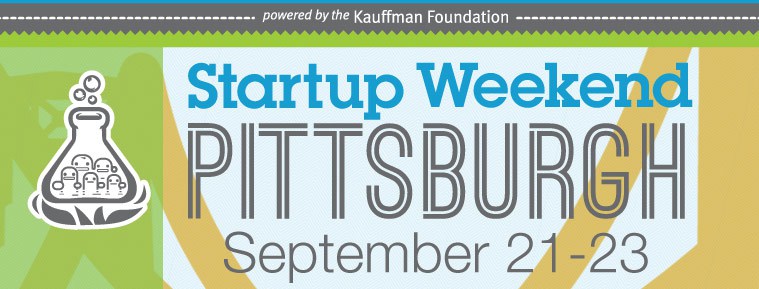 powered by the Kauffman Foundation
Startup Weekend
PITTSBURGH
September 21-23